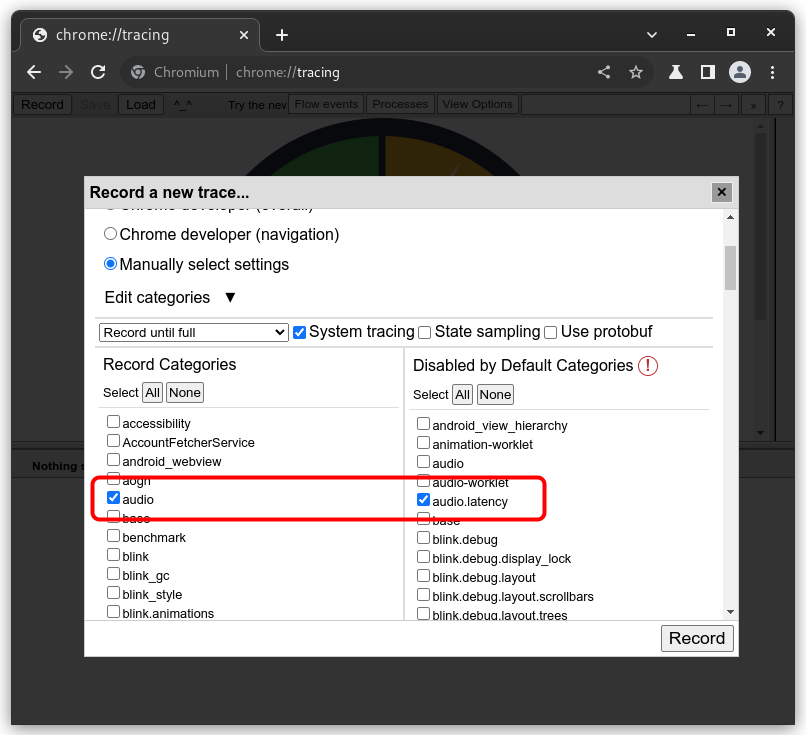 chrome://tracing
Chromium | chrome://tracing
Record Save Load ^_^ Try the new Flow events Processes View Options ← → » ?
Record a new trace...
Chrome developer (overall)
Chrome developer (navigation)
Manually select settings
Edit categories ▼
Record until full System tracing State sampling Use protobuf
Record Categories
Select All None
accessibility
AccountFetcherService
android_webview
aogh
audio
base
benchmark
blink
blink_gc
blink_style
blink.animations
Disabled by Default Categories !
Select All None
android_view_hierarchy
animation-worklet
audio
audio-worklet
audio.latency
base
blink.debug
blink.debug.display_lock
blink.debug.layout
blink.debug.layout.scrollbars
blink.debug.layout.trees
Nothing
Record